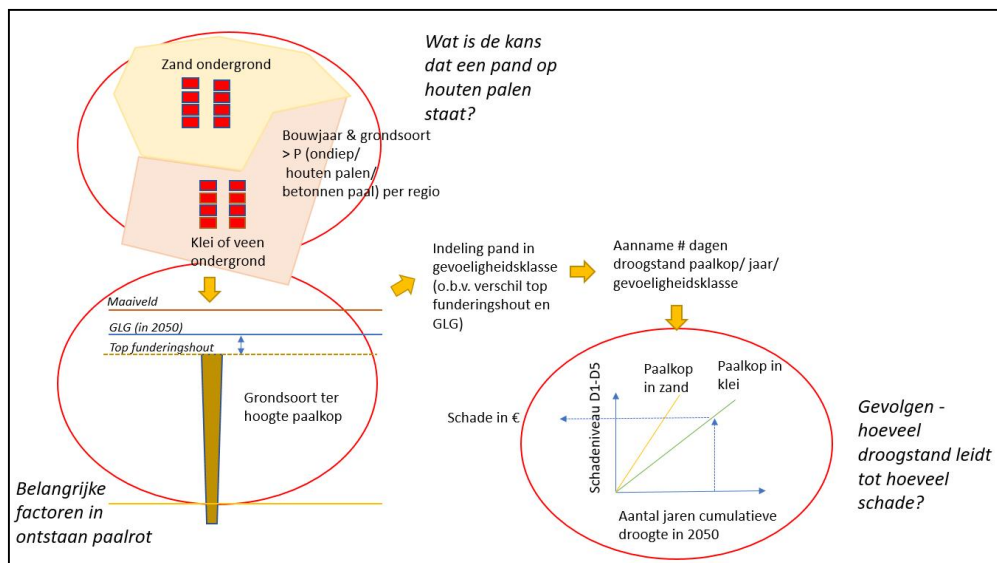 Wat is de kans
dat een pand op
houten palen
staat?
Zand ondergrond
Bouwjaar & grondsoort
> P (ondiep/
houten palen/
betonnen paal) per regio
Klei of veen
ondergrond
Indeling pand in
gevoeligheidsklasse
(o.b.v. verschil top
funderingshout en
GLG)
Aanname # dagen
droogstand paalkop/ jaar/
gevoeligheidsklasse
Maaiveld
GLG (in 2050)
Top funderingshout
Grondsoort ter
hoogte paalkop
Belangrijke
factoren in
ontstaan paalrot
Schade in €
Schadeniveau D1-D5
Paalkop
in zand
Paalkop in
klei
Aantal jaren cumulatieve
droogte in 2050
Gevolgen -
hoeveel
droogstand leidt
tot hoeveel
schade?